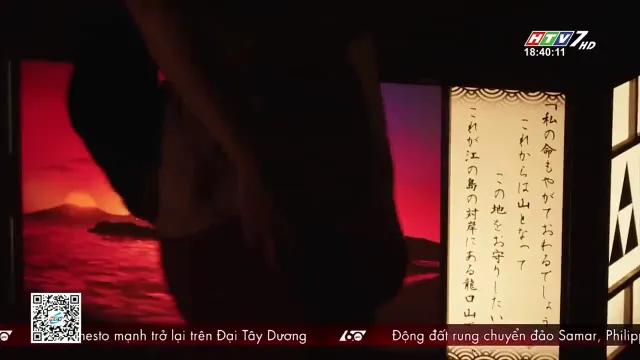 HTV7 HD
18:40:11
「私の命もやがておわるでしょう
これからは山となって
この地をお守りしたい
これが江の島の対岸にある龍口山
nesto mạnh trở lại trên Đại Tây Dương
Động đất rung chuyển đảo Samar, Philip